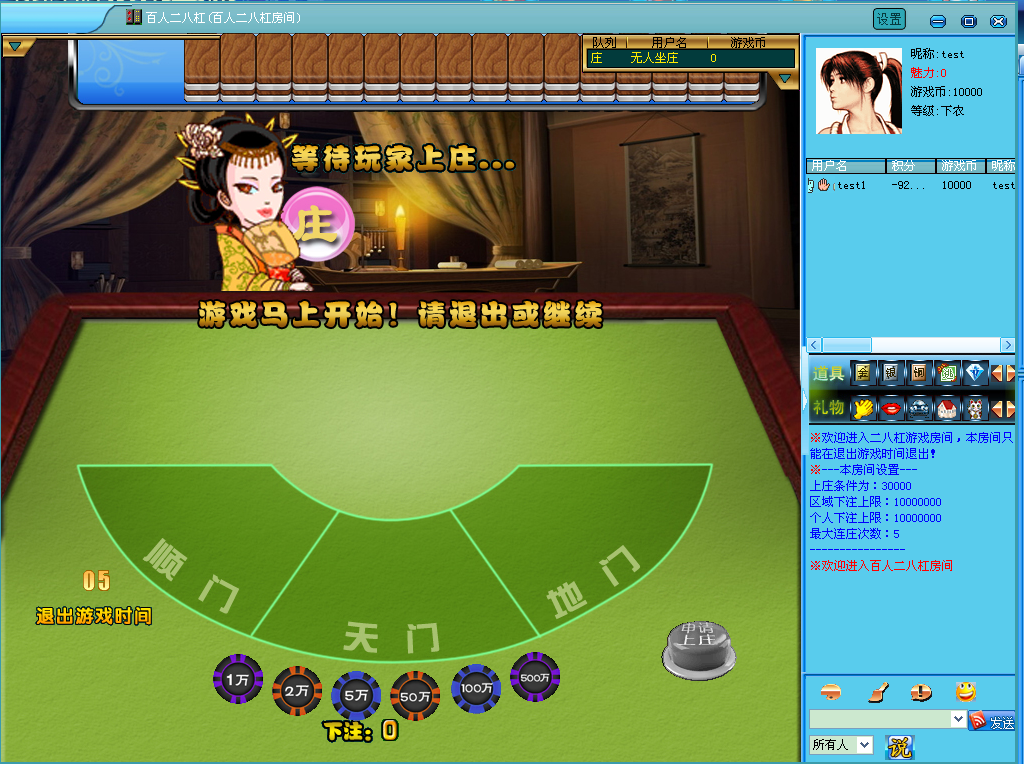 百人二八杠(百人二八杠房间)
设置
队列 用户名 游戏币
庄 无人坐庄 0
昵称:test
魅力:0
游戏币:10000
等级:下农
等待玩家上庄...
庄
用户名 积分 游戏币 昵称
test1 -92... 10000 test
游戏马上开始！请退出或继续
道具 金 银 铜
礼物
※欢迎进入二八杠游戏房间，本房间只
能在退出游戏时间退出！
※---本房间设置---
上庄条件为：30000
区域下注上限：10000000
个人下注上限：10000000
最大连庄次数：5
----------------
※欢迎进入百人二八杠房间
顺门
天门
地门
05
退出游戏时间
申请
上庄
1万
2万
5万
50万
100万
500万
下注：0
发送
所有人
说